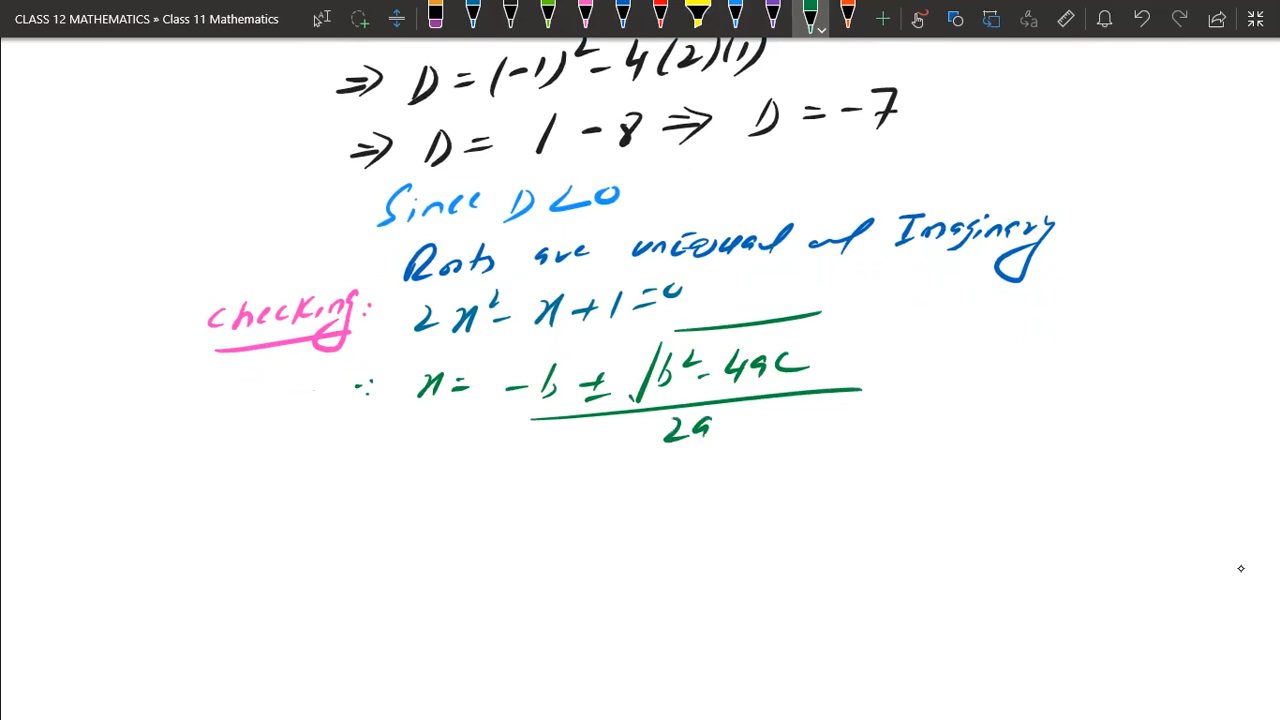 CLASS 12 MATHEMATICS » Class 11 Mathematics
⇒ D = (-1)² - 4(2)(1)
⇒ D = 1 - 8 ⇒ D = -7
Since D < 0
Roots are unequal and Imaginary
Checking: 2x² - x + 1 = 0
∵ x = -b ± √b² - 4ac
2a